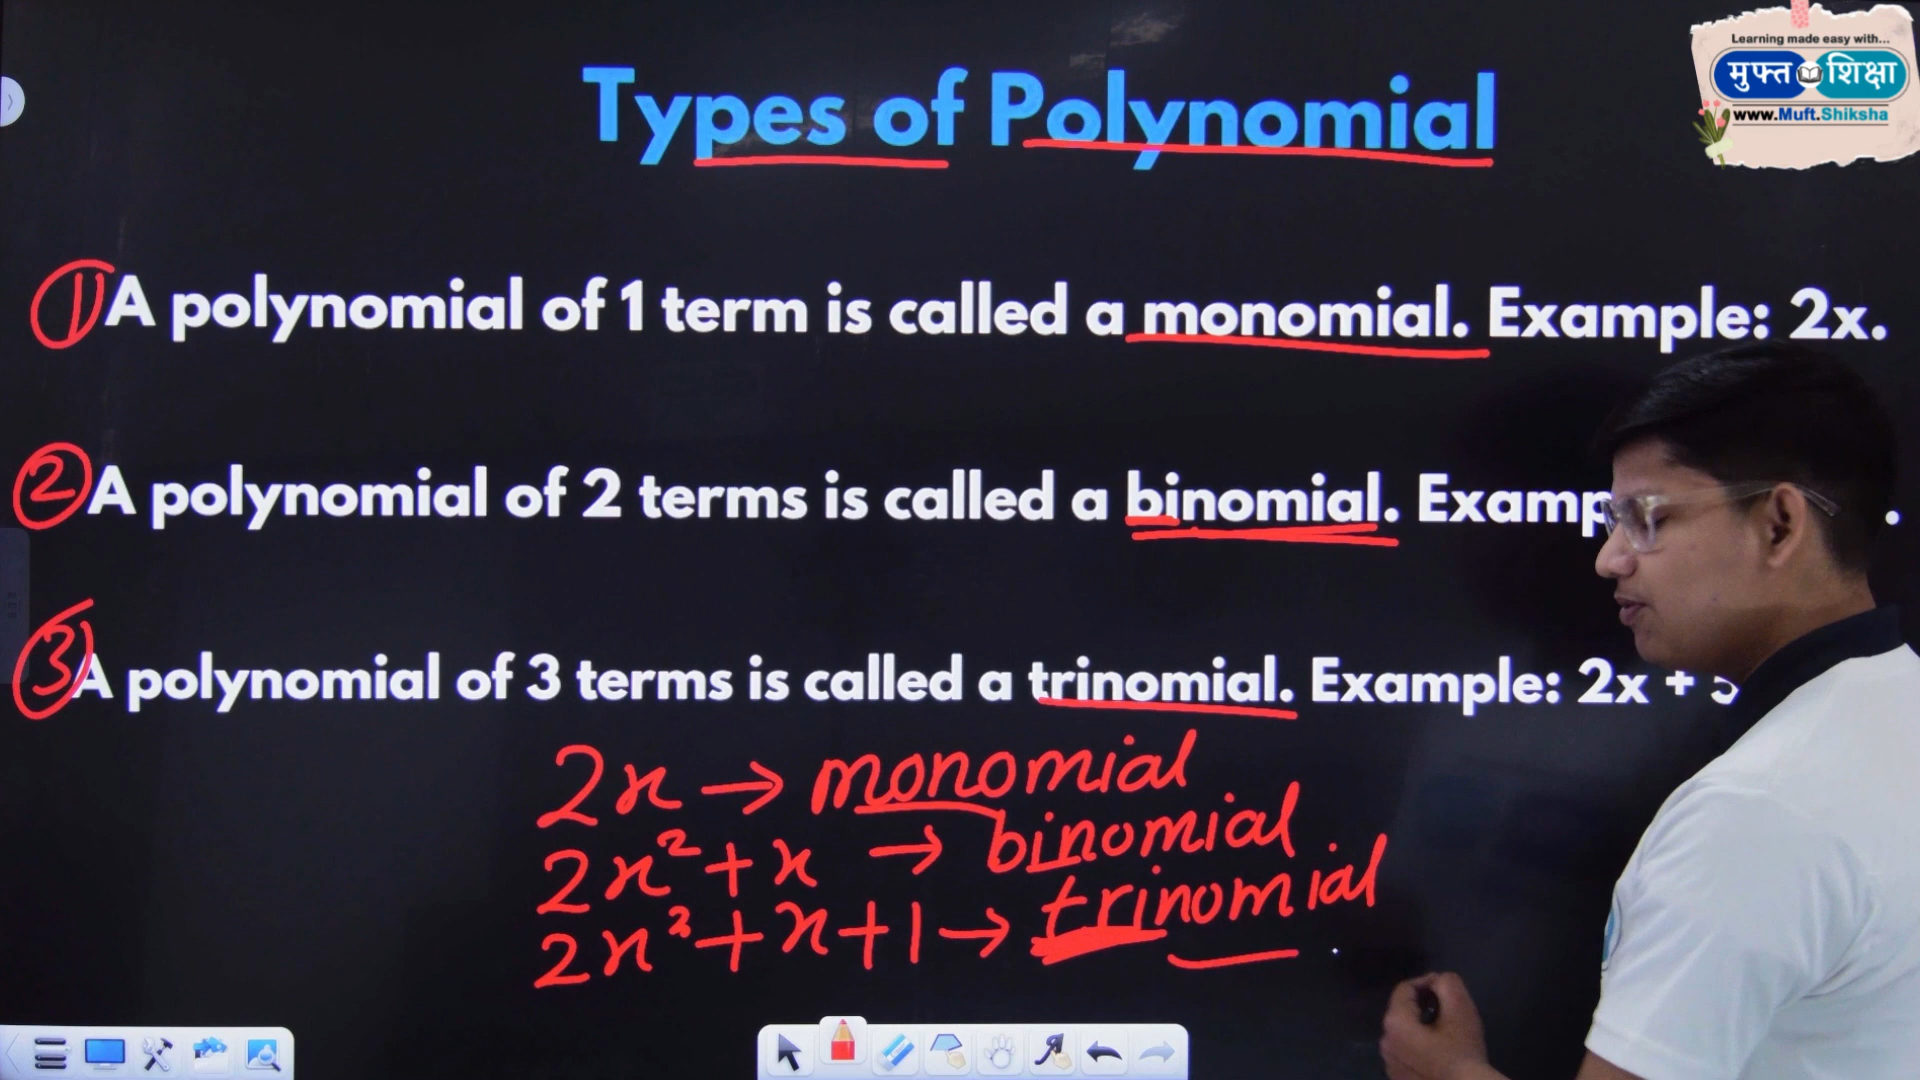 Learning made easy with...
मुफ्त शिक्षा
www.Muft.Shiksha
Types of Polynomial
① A polynomial of 1 term is called a monomial. Example: 2x.
② A polynomial of 2 terms is called a binomial.
③ A polynomial of 3 terms is called a trinomial. Example: 2x +
2x → monomial
2x² + x → binomial
+ x + 1 → trinomial